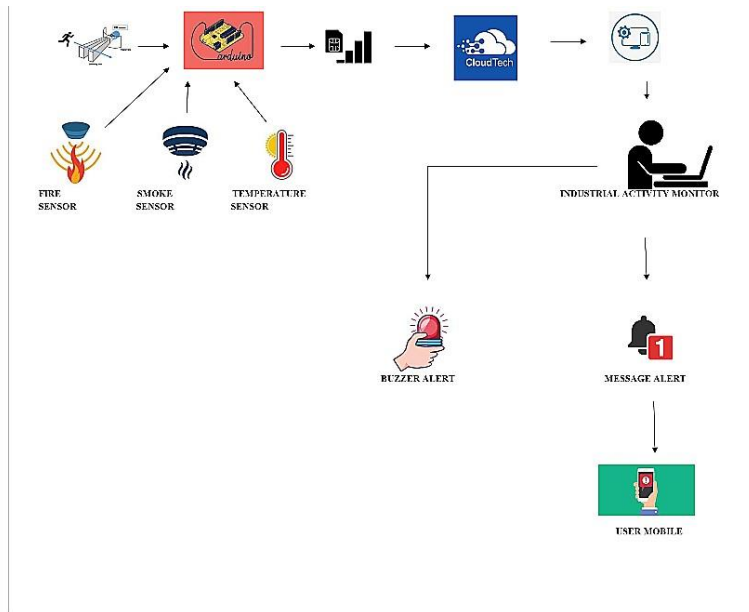 arduino
CloudTech
FIRE
SENSOR
SMOKE
SENSOR
TEMPERATURE
SENSOR
INDUSTRIAL ACTIVITY MONITOR
BUZZER ALERT
1
MESSAGE ALERT
USER MOBILE